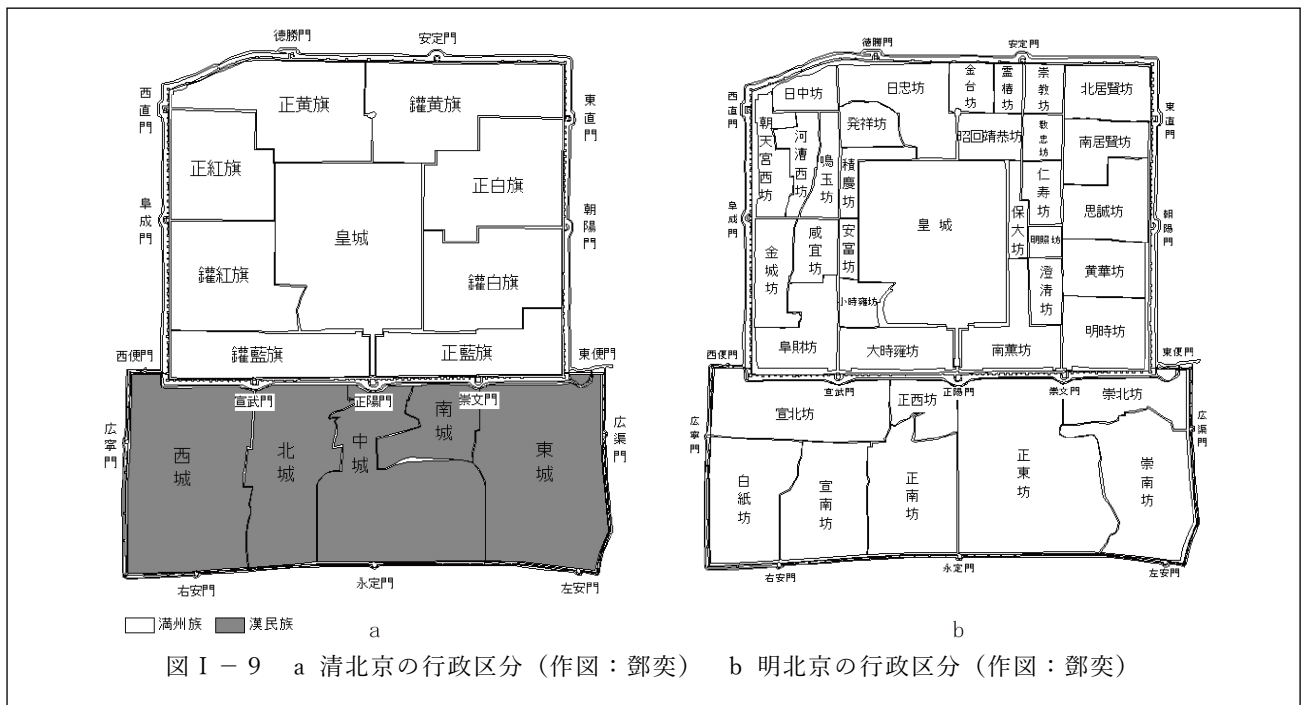 徳勝門
安定門
西直門
東直門
正黄旗
鑲黄旗
正紅旗
正白旗
阜成門
朝陽門
皇城
鑲紅旗
鑲白旗
鑲藍旗
正藍旗
西便門
東便門
宣武門
正陽門
崇文門
広寧門
広渠門
西城
北城
中城
南城
東城
右安門
永定門
左安門
満州族
漢民族
a
徳勝門
安定門
西直門
東直門
日中坊
日忠坊
金台坊
霊椿坊
崇教坊
北居賢坊
朝天宮西坊
河漕西坊
鳴玉坊
発祥坊
昭回靖恭坊
教忠坊
南居賢坊
積慶坊
仁寿坊
阜成門
朝陽門
皇城
保大坊
思誠坊
金城坊
咸宜坊
安富坊
明照坊
黄華坊
澄清坊
小時雍坊
明時坊
阜財坊
大時雍坊
南薫坊
西便門
東便門
宣武門
正陽門
崇文門
広寧門
広渠門
宣北坊
正西坊
崇北坊
白紙坊
宣南坊
正南坊
正東坊
崇南坊
右安門
永定門
左安門
b
図Ⅰ－9 a 清北京の行政区分（作図：鄧奕） b 明北京の行政区分（作図：鄧奕）